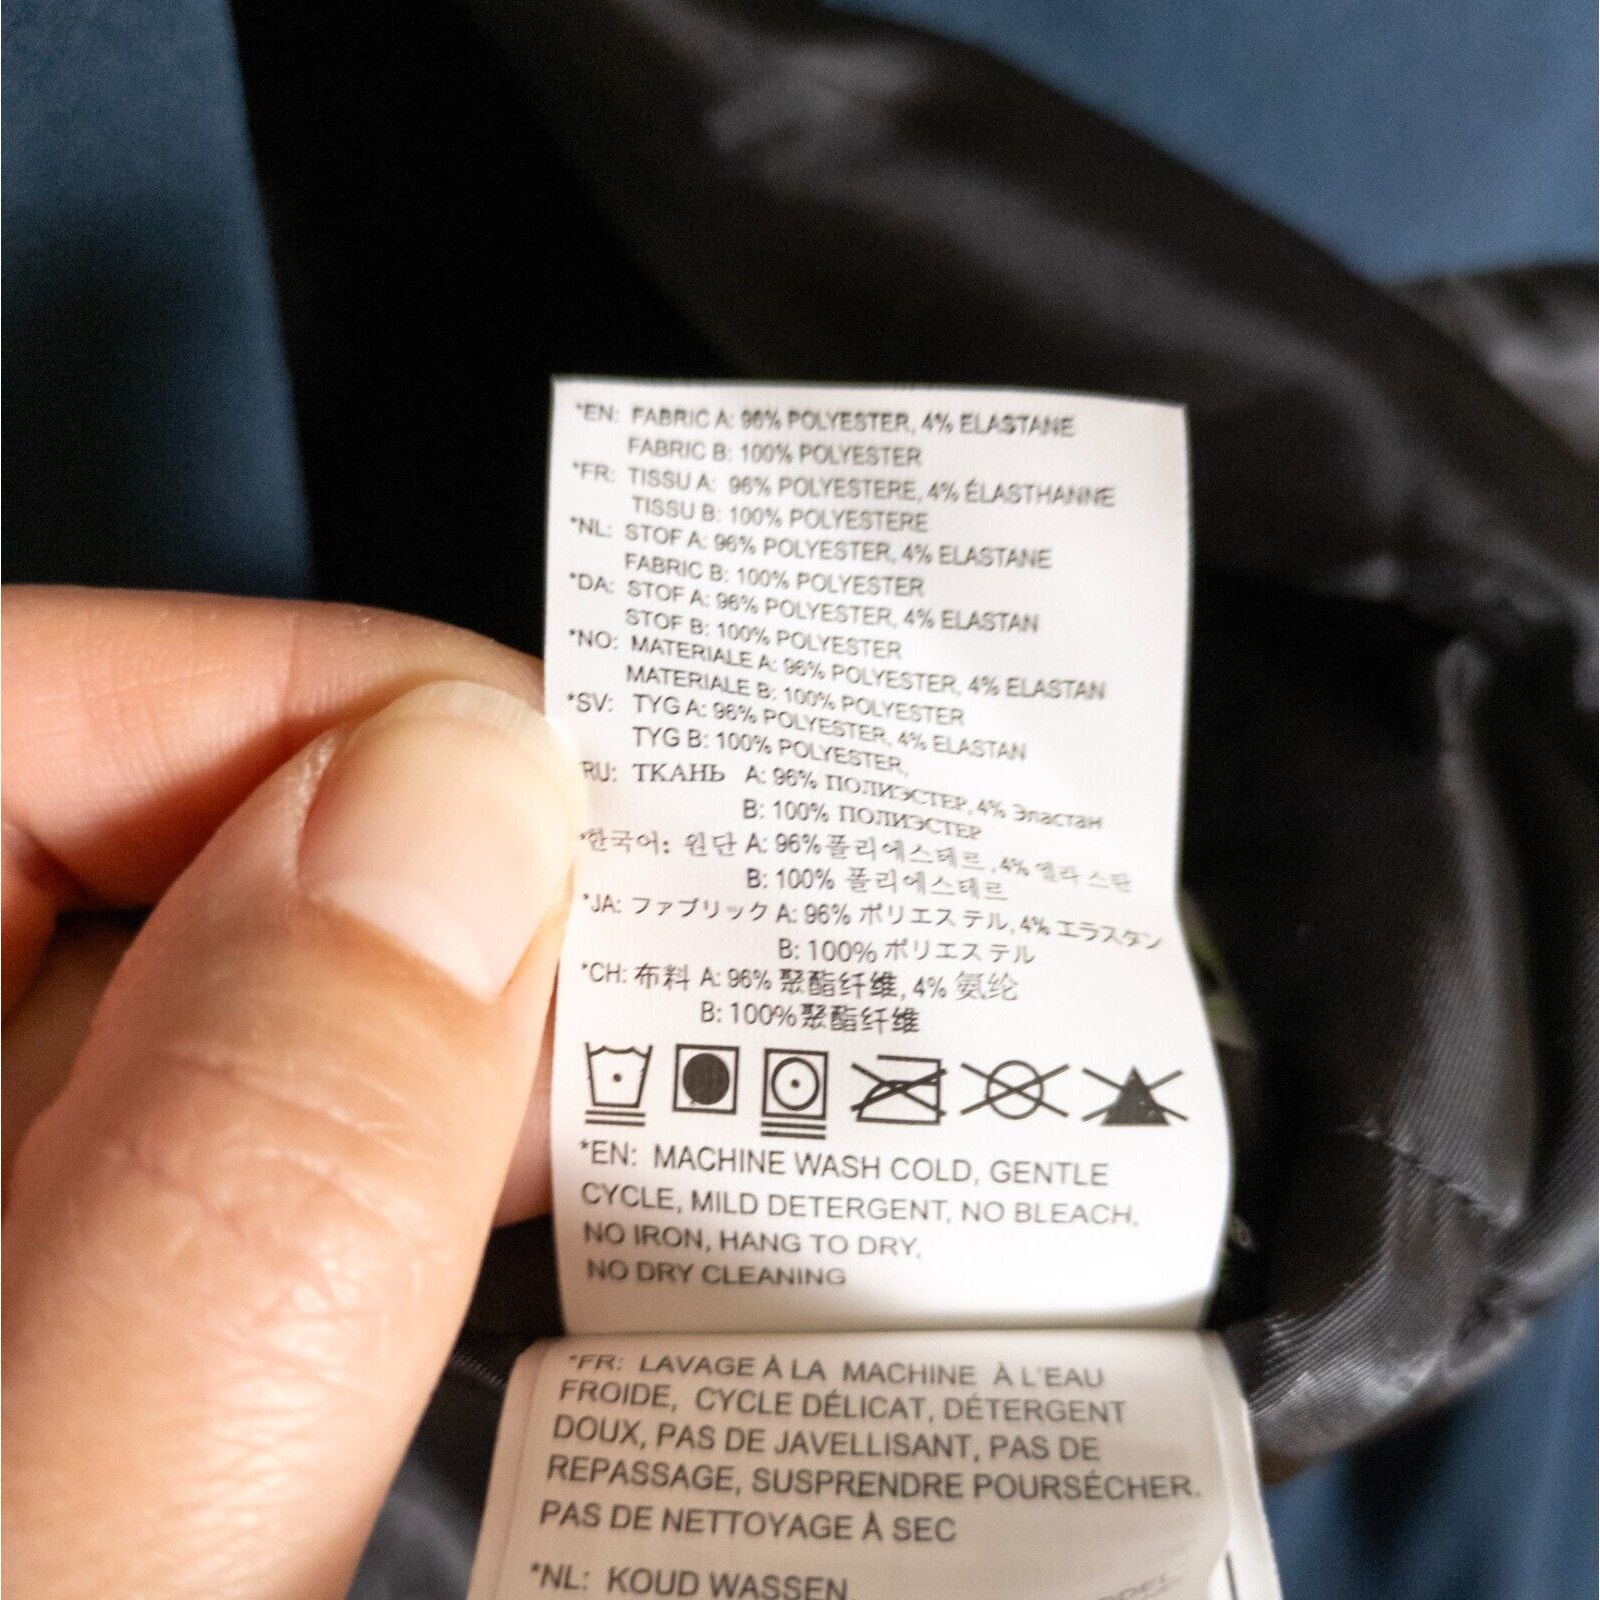 *EN: FABRIC A: 96% POLYESTER, 4% ELASTANE
FABRIC B: 100% POLYESTER
*FR: TISSU A: 96% POLYESTERE, 4% ÉLASTHANNE
TISSU B: 100% POLYESTERE
*NL: STOF A: 96% POLYESTER, 4% ELASTANE
FABRIC B: 100% POLYESTER
*DA: STOF A: 96% POLYESTER, 4% ELASTAN
STOF B: 100% POLYESTER
*NO: MATERIALE A: 96% POLYESTER, 4% ELASTAN
MATERIALE B: 100% POLYESTER
*SV: TYG A: 96% POLYESTER, 4% ELASTAN
TYG B: 100% POLYESTER,
*RU: ТКАНЬ A: 96% ПОЛИЭСТЕР, 4% Эластан
B: 100% ПОЛИЭСТЕР
*한국어: 원단 A: 96% 폴리에스테르, 4% 엘라스탄
B: 100% 폴리에스테르
*JA: ファブリック A: 96% ポリエステル, 4% エラスタン
B: 100% ポリエステル
*CH: 布料 A: 96% 聚酯纤维, 4% 氨纶
B: 100%聚酯纤维
*EN: MACHINE WASH COLD, GENTLE
CYCLE, MILD DETERGENT, NO BLEACH,
NO IRON, HANG TO DRY.
NO DRY CLEANING
*FR: LAVAGE À LA MACHINE À L'EAU
FROIDE, CYCLE DÉLICAT, DÉTERGENT
DOUX, PAS DE JAVELLISANT, PAS DE
REPASSAGE, SUSPRENDRE POURSÉCHER.
PAS DE NETTOYAGE À SEC
*NL: KOUD WASSEN